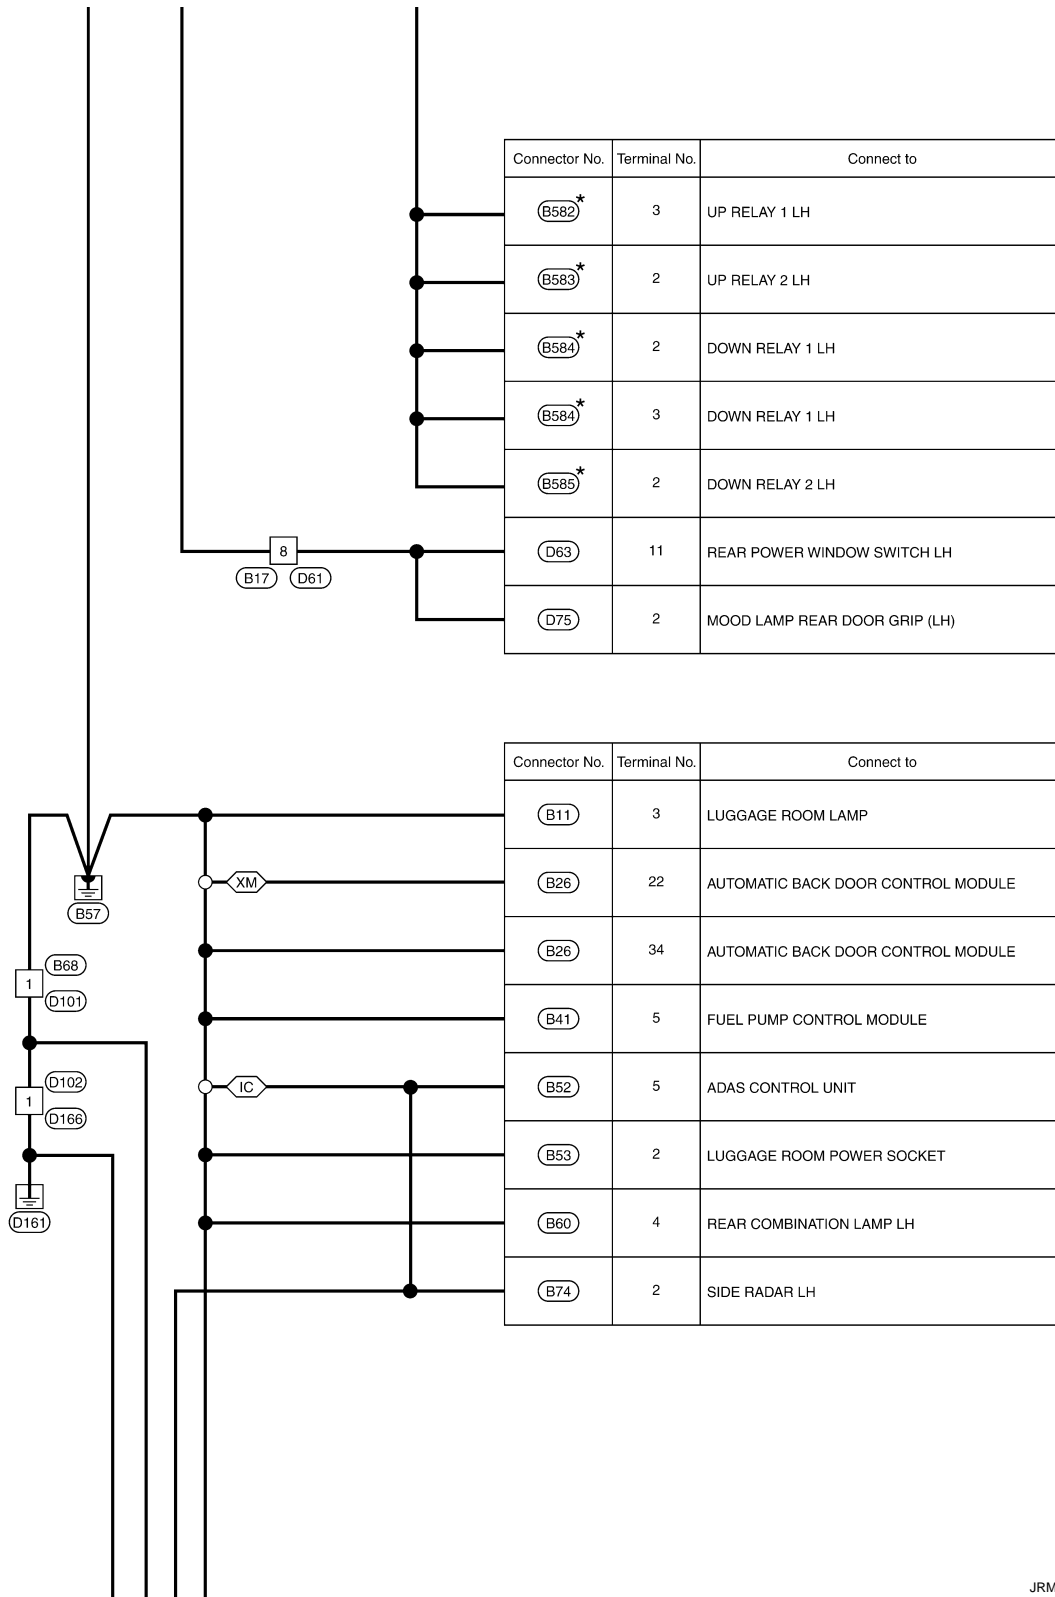 Connector No. Terminal No. Connect to
B582* 3 UP RELAY 1 LH
B583* 2 UP RELAY 2 LH
B584* 2 DOWN RELAY 1 LH
B584* 3 DOWN RELAY 1 LH
B585* 2 DOWN RELAY 2 LH
8 D63 11 REAR POWER WINDOW SWITCH LH
B17 D61
D75 2 MOOD LAMP REAR DOOR GRIP (LH)
Connector No. Terminal No. Connect to
B11 3 LUGGAGE ROOM LAMP
XM B26 22 AUTOMATIC BACK DOOR CONTROL MODULE
B57
B26 34 AUTOMATIC BACK DOOR CONTROL MODULE
B68
1
D101
B41 5 FUEL PUMP CONTROL MODULE
D102
IC B52 5 ADAS CONTROL UNIT
1
D166
B53 2 LUGGAGE ROOM POWER SOCKET
D161 B60 4 REAR COMBINATION LAMP LH
B74 2 SIDE RADAR LH
JRM